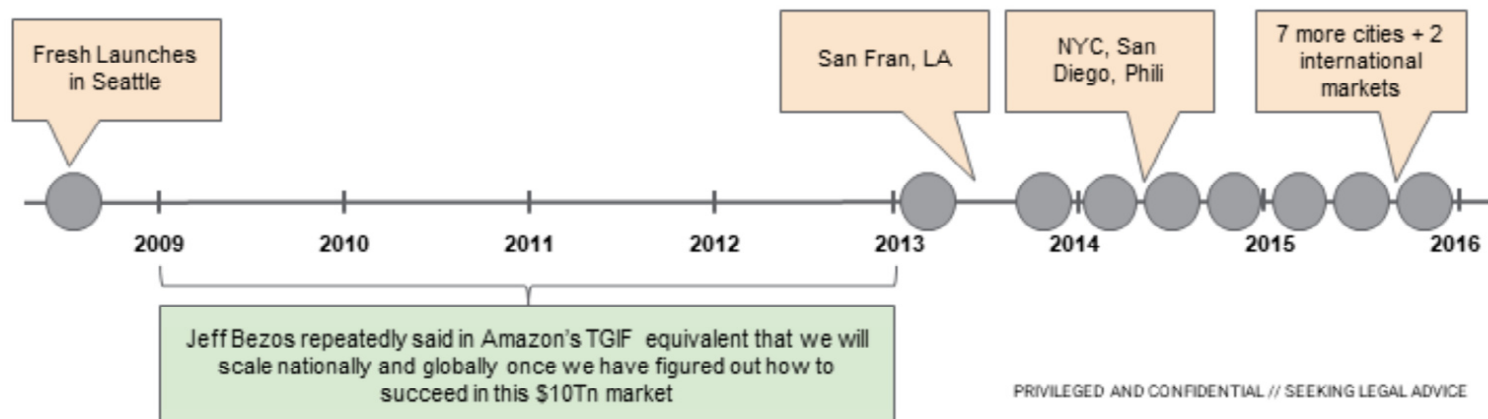 Fresh Launches
in Seattle
San Fran, LA
NYC, San
Diego, Phili
7 more cities + 2
international
markets
2009
2010
2011
2012
2013
2014
2015
2016
Jeff Bezos repeatedly said in Amazon's TGIF equivalent that we will
scale nationally and globally once we have figured out how to
succeed in this $10Tn market
PRIVILEGED AND CONFIDENTIAL // SEEKING LEGAL ADVICE